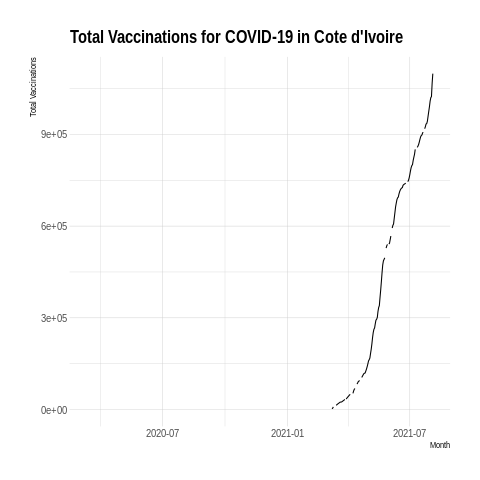 Total Vaccinations for COVID-19 in Cote d'Ivoire
Total Vaccinations
9e+05
6e+05
3e+05
0e+00
2020-07
2021-01
2021-07
Month